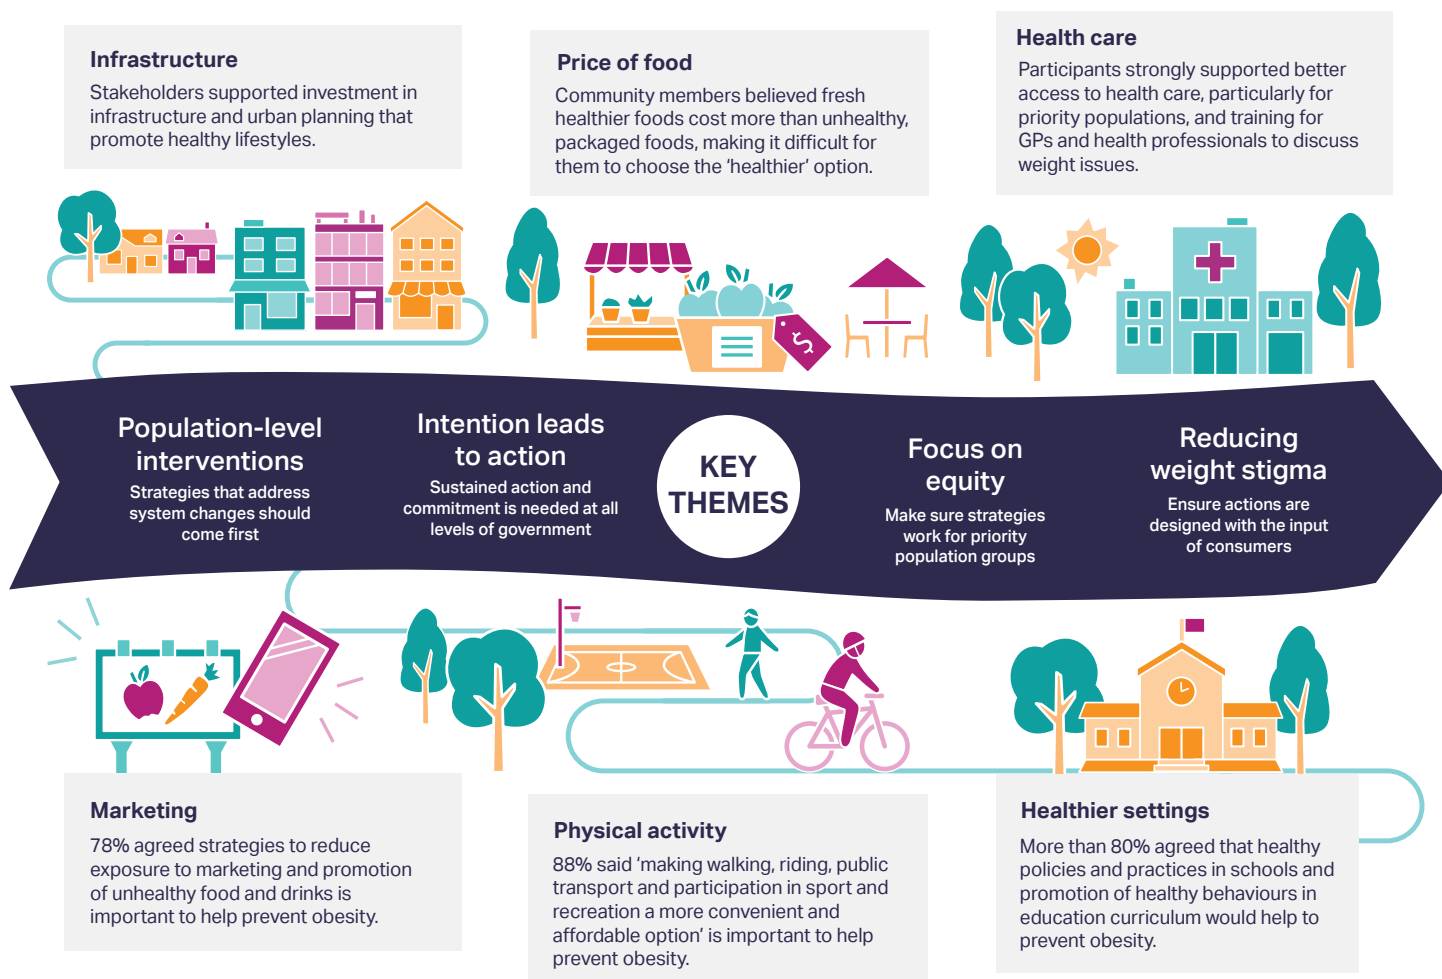 Infrastructure
Stakeholders supported investment in
infrastructure and urban planning that
promote healthy lifestyles.
Price of food
Community members believed fresh
healthier foods cost more than unhealthy,
packaged foods, making it difficult for
them to choose the ‘healthier’ option.
Health care
Participants strongly supported better
access to health care, particularly for
priority populations, and training for
GPs and health professionals to discuss
weight issues.
$
Population-level
interventions
Strategies that address
system changes should
come first
Intention leads
to action
Sustained action and
commitment is needed at all
levels of government
KEY
THEMES
Focus on
equity
Make sure strategies
work for priority
population groups
Reducing
weight stigma
Ensure actions are
designed with the input
of consumers
Marketing
78% agreed strategies to reduce
exposure to marketing and promotion
of unhealthy food and drinks is
important to help prevent obesity.
Physical activity
88% said ‘making walking, riding, public
transport and participation in sport and
recreation a more convenient and
affordable option’ is important to help
prevent obesity.
Healthier settings
More than 80% agreed that healthy
policies and practices in schools and
promotion of healthy behaviours in
education curriculum would help to
prevent obesity.